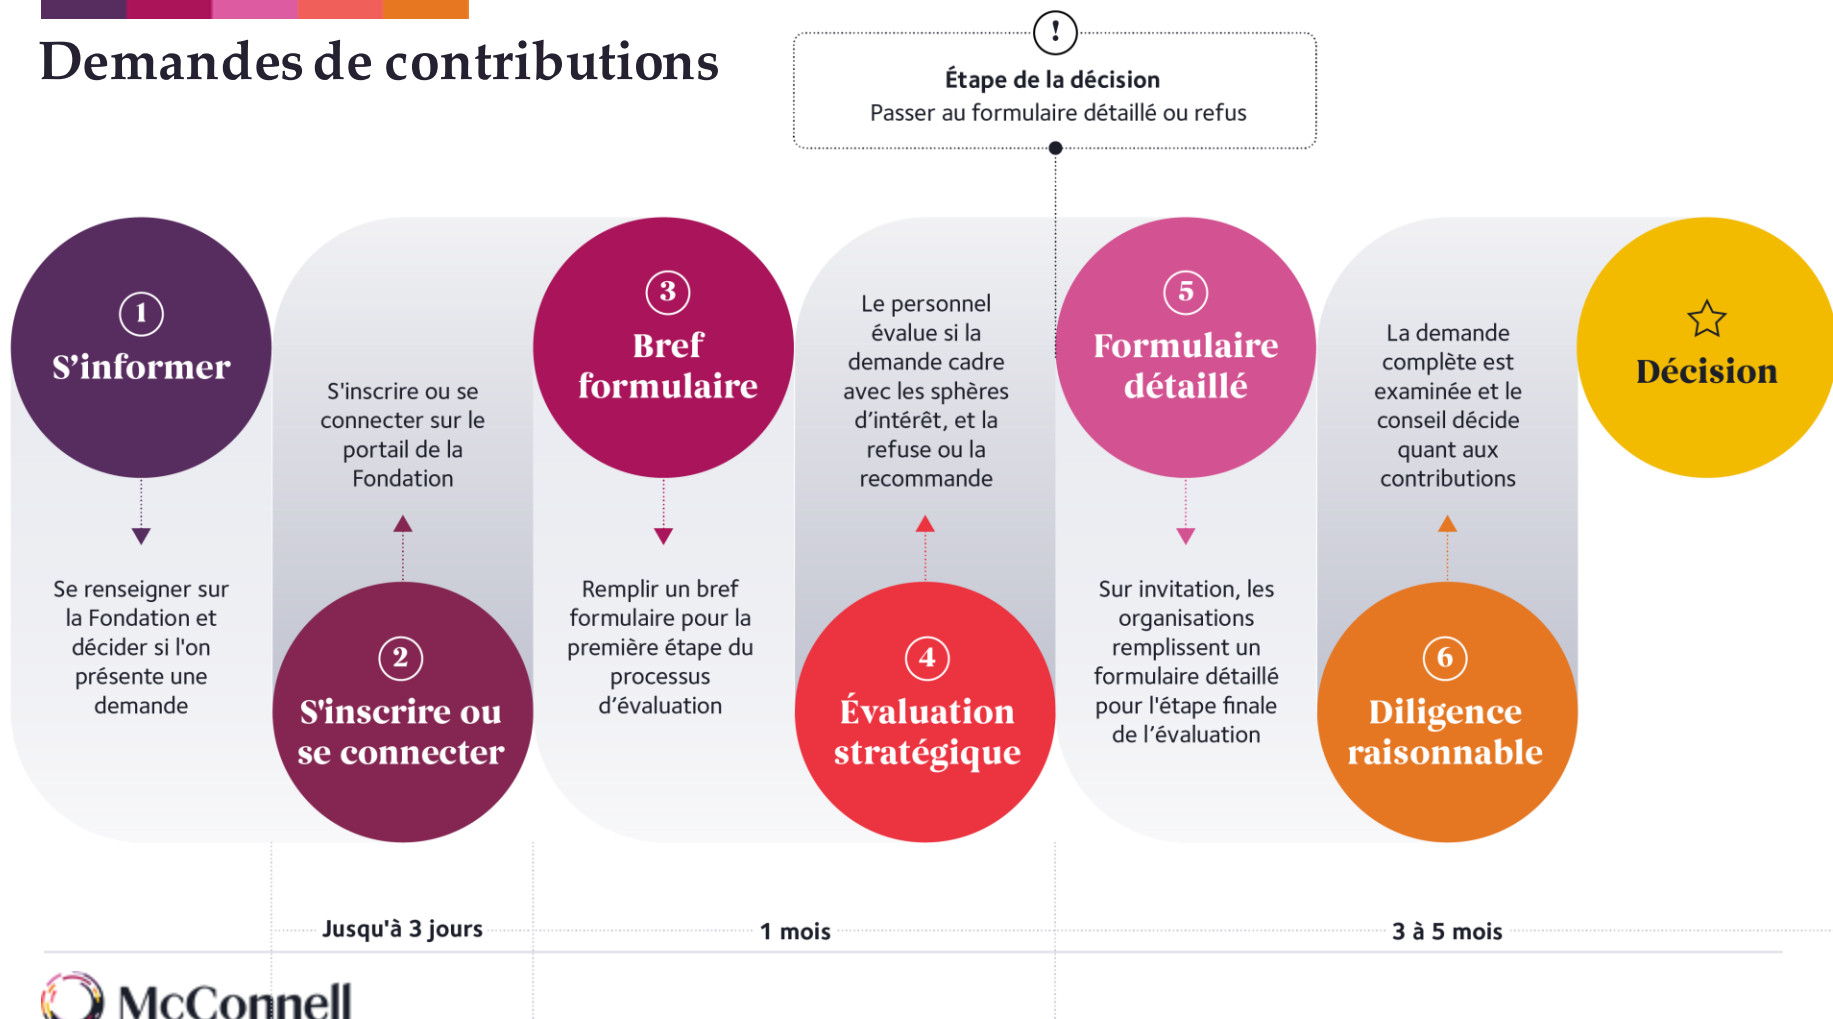 Demandes de contributions
!
Étape de la décision
Passer au formulaire détaillé ou refus
1
S’informer
Se renseigner sur
la Fondation et
décider si l'on
présente une
demande
S'inscrire ou se
connecter sur le
portail de la
Fondation
2
S'inscrire ou
se connecter
3
Bref
formulaire
Remplir un bref
formulaire pour la
première étape du
processus
d’évaluation
Le personnel
évalue si la
demande cadre
avec les sphères
d’intérêt, et la
refuse ou la
recommande
4
Évaluation
stratégique
5
Formulaire
détaillé
Sur invitation, les
organisations
remplissent un
formulaire détaillé
pour l'étape finale
de l’évaluation
La demande
complète est
examinée et le
conseil décide
quant aux
contributions
6
Diligence
raisonnable
Décision
Jusqu'à 3 jours
1 mois
3 à 5 mois
McConnell